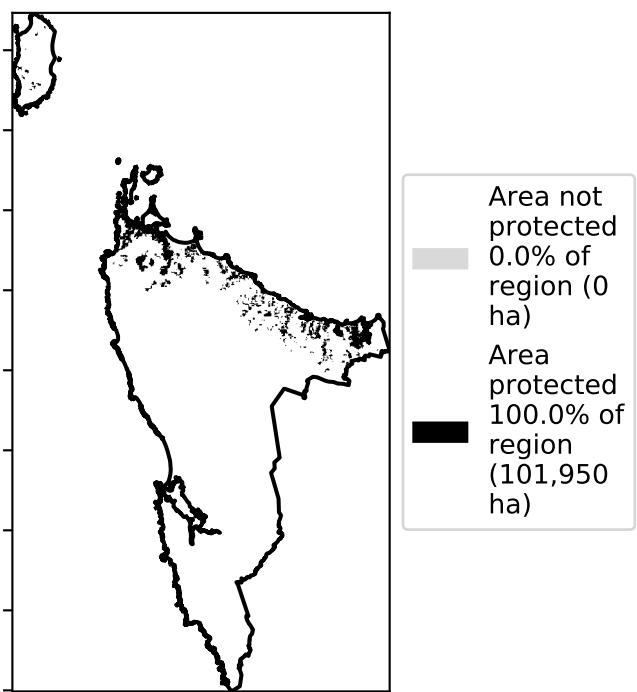 Area not
protected
0.0% of
region (0
ha)
Area
protected
100.0% of
region
(101,950
ha)